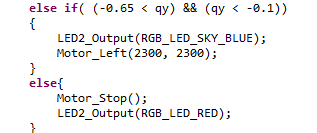 else if( (-0.65 < qy) && (qy < -0.1))
{
LED2_Output(RGB_LED_SKY_BLUE);
Motor_Left(2300, 2300);
}
else{
Motor_Stop();
LED2_Output(RGB_LED_RED);
}